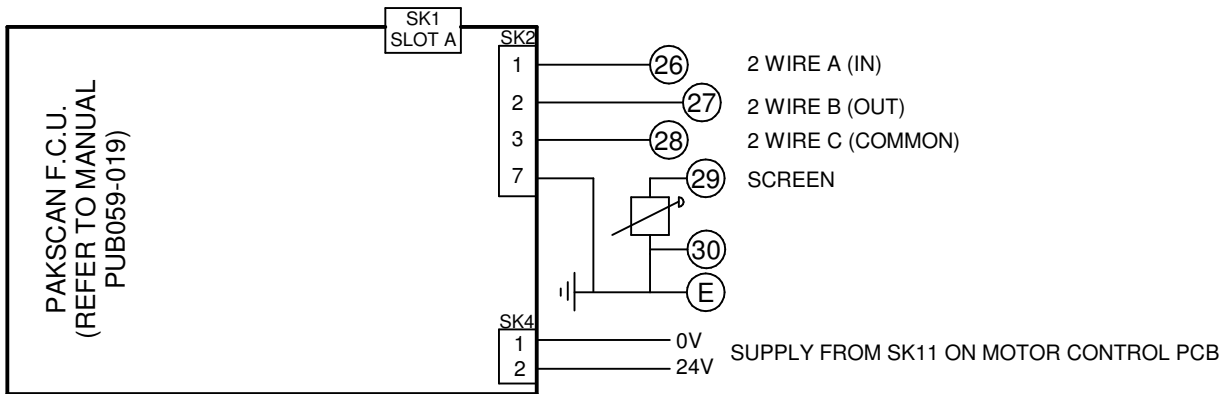 SK1
SLOT A
PAKSCAN F.C.U.
(REFER TO MANUAL
PUB059-019)
SK2
1
26
2 WIRE A (IN)
2
27
2 WIRE B (OUT)
3
28
2 WIRE C (COMMON)
7
29
SCREEN
30
E
SK4
1
0V
2
24V
SUPPLY FROM SK11 ON MOTOR CONTROL PCB